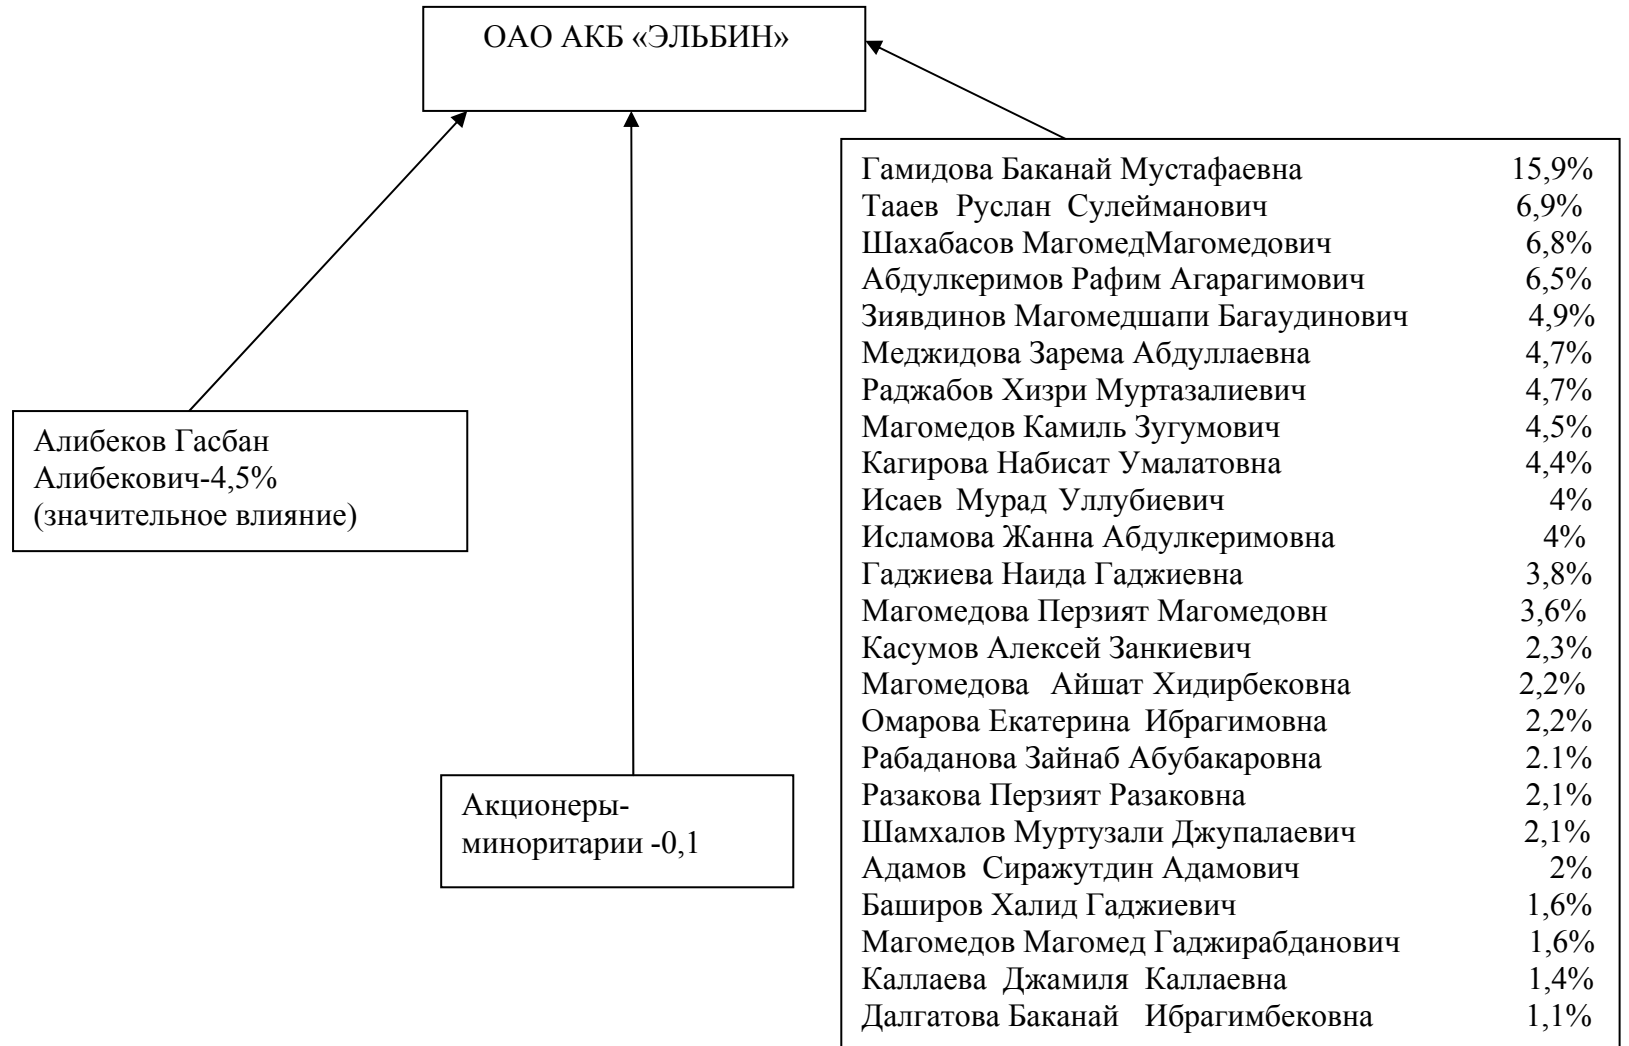 ОАО АКБ «ЭЛЬБИН»
Гамидова Баканай Мустафаевна 15,9%
Тааев Руслан Сулейманович 6,9%
Шахабасов МагомедМагомедович 6,8%
Абдулкеримов Рафим Агарагимович 6,5%
Зиявдинов Магомедшапи Багаудинович 4,9%
Меджидова Зарема Абдуллаевна 4,7%
Раджабов Хизри Муртазалиевич 4,7%
Магомедов Камиль Зугумович 4,5%
Кагирова Набисат Умалатовна 4,4%
Исаев Мурад Уллубиевич 4%
Исламова Жанна Абдулкеримовна 4%
Гаджиева Наида Гаджиевна 3,8%
Магомедова Перзият Магомедовн 3,6%
Касумов Алексей Занкиевич 2,3%
Магомедова Айшат Хидирбековна 2,2%
Омарова Екатерина Ибрагимовна 2,2%
Рабаданова Зайнаб Абубакаровна 2.1%
Разакова Перзият Разаковна 2,1%
Шамхалов Муртузали Джупалаевич 2,1%
Адамов Сиражутдин Адамович 2%
Баширов Халид Гаджиевич 1,6%
Магомедов Магомед Гаджирабданович 1,6%
Каллаева Джамиля Каллаевна 1,4%
Далгатова Баканай Ибрагимбековна 1,1%
Алибеков Гасбан
Алибекович-4,5%
(значительное влияние)
Акционеры-
миноритарии -0,1